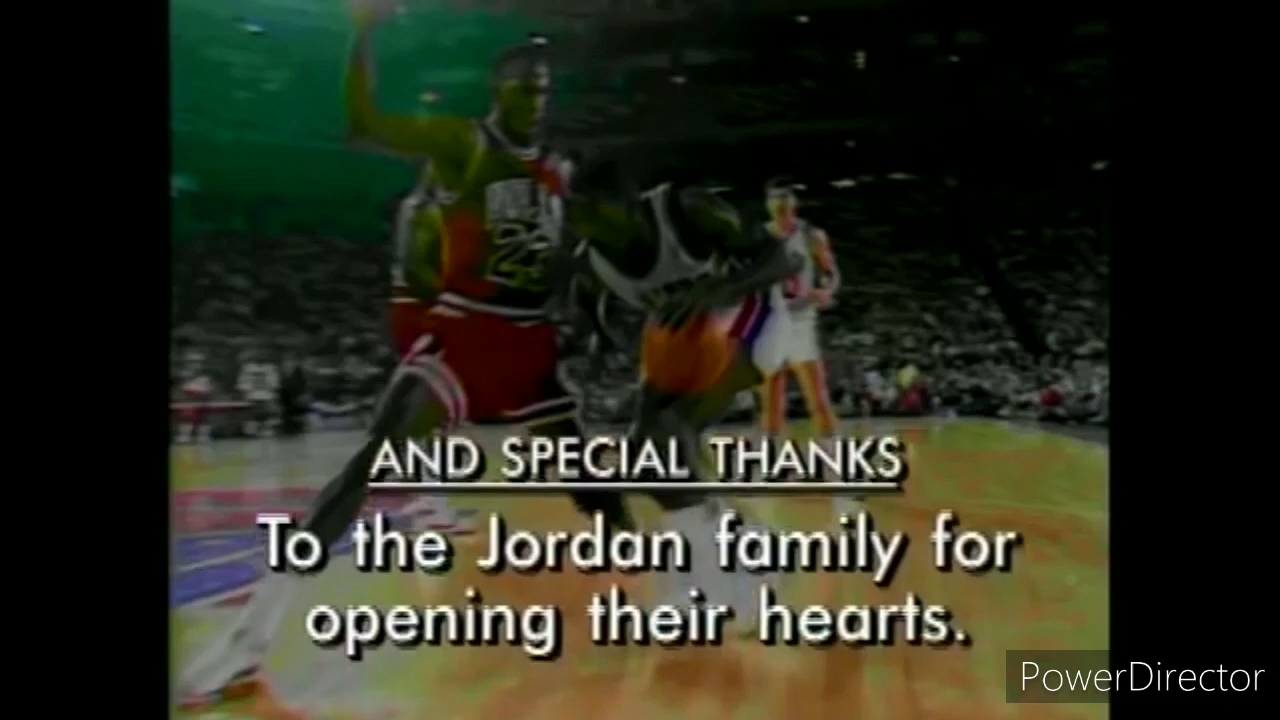 AND SPECIAL THANKS
To the Jordan family for
opening their hearts.
PowerDirector